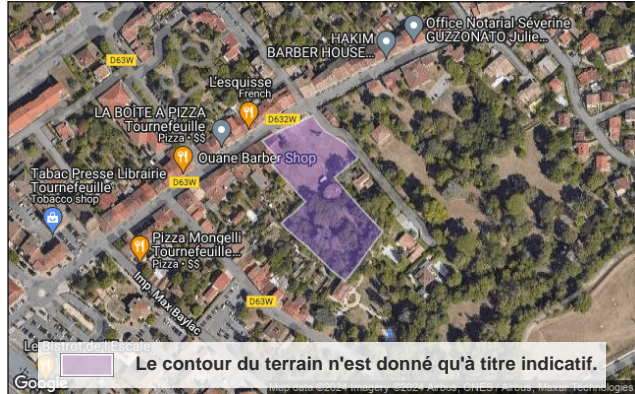 Office Notarial Séverine
GUZZONATO Julie...
HAKIM
BARBER HOUSE...
D63W
L'esquisse
French
LA BOÎTE À PIZZA
Tournefeuille
Pizza • $$
D632W
Ouane Barber Shop
D63W
Tabac Presse Librairie
Tournefeuille
Tobacco shop
Pizza Mongelli
Tournefeuille...
Pizza • $$
Imp. Max Baylac
D63W
Le Bistrot de l'Escale
Le contour du terrain n'est donné qu'à titre indicatif.
Google
Map data ©2024 Imagery ©2024 Airbus, CNES / Airbus, Maxar Technologies